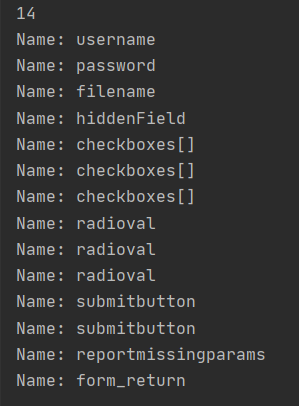 14
Name: username
Name: password
Name: filename
Name: hiddenField
Name: checkboxes[]
Name: checkboxes[]
Name: checkboxes[]
Name: radioval
Name: radioval
Name: radioval
Name: submitbutton
Name: submitbutton
Name: reportmissingparams
Name: form_return